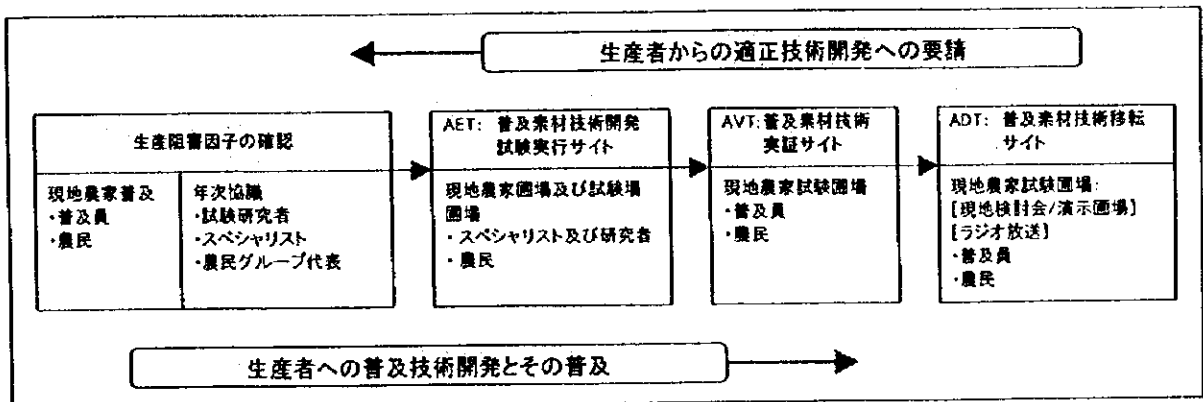 生産者からの適正技術開発への要請
生産阻害因子の確認
現地農家普及
・普及員
・農民
年次協議
・試験研究者
・スペシャリスト
・農民グループ代表
AET: 普及素材技術開発
試験実行サイト
現地農家圃場及び試験場
圃場
・スペシャリスト及び研究者
・農民
AVT:普及素材技術
実証サイト
現地農家試験圃場
・普及員
・農民
ADT: 普及素材技術移転
サイト
現地農家試験圃場:
[現地検討会/演示圃場]
[ラジオ放送]
・普及員
・農民
生産者への普及技術開発とその普及